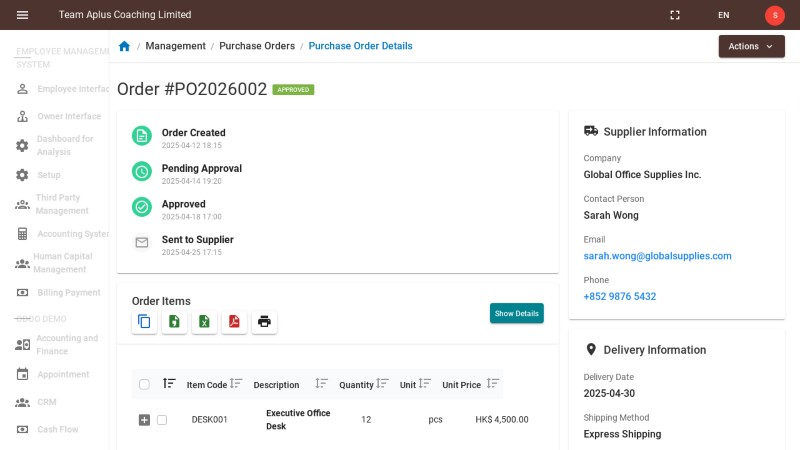 Team Aplus Coaching Limited
EN
S
EMPLOYEE MANAGEM
SYSTEM
Employee Interfac
Owner Interface
Dashboard for
Analysis
Setup
Third Party
Management
Accounting System
Human Capital
Management
Billing Payment
DEMO
Accounting and
Finance
Appointment
CRM
Cash Flow
/ Management / Purchase Orders / Purchase Order Details
Actions
Order #PO2026002 APPROVED
Order Created
2025-04-12 18:15
Pending Approval
2025-04-14 19:20
Approved
2025-04-18 17:00
Sent to Supplier
2025-04-25 17:15
Order Items
Show Details
Item Code Description Quantity Unit Unit Price
DESK001 Executive Office Desk 12 pcs HK$ 4,500.00
Supplier Information
Company
Global Office Supplies Inc.
Contact Person
Sarah Wong
Email
sarah.wong@globalsupplies.com
Phone
+852 9876 5432
Delivery Information
Delivery Date
2025-04-30
Shipping Method
Express Shipping